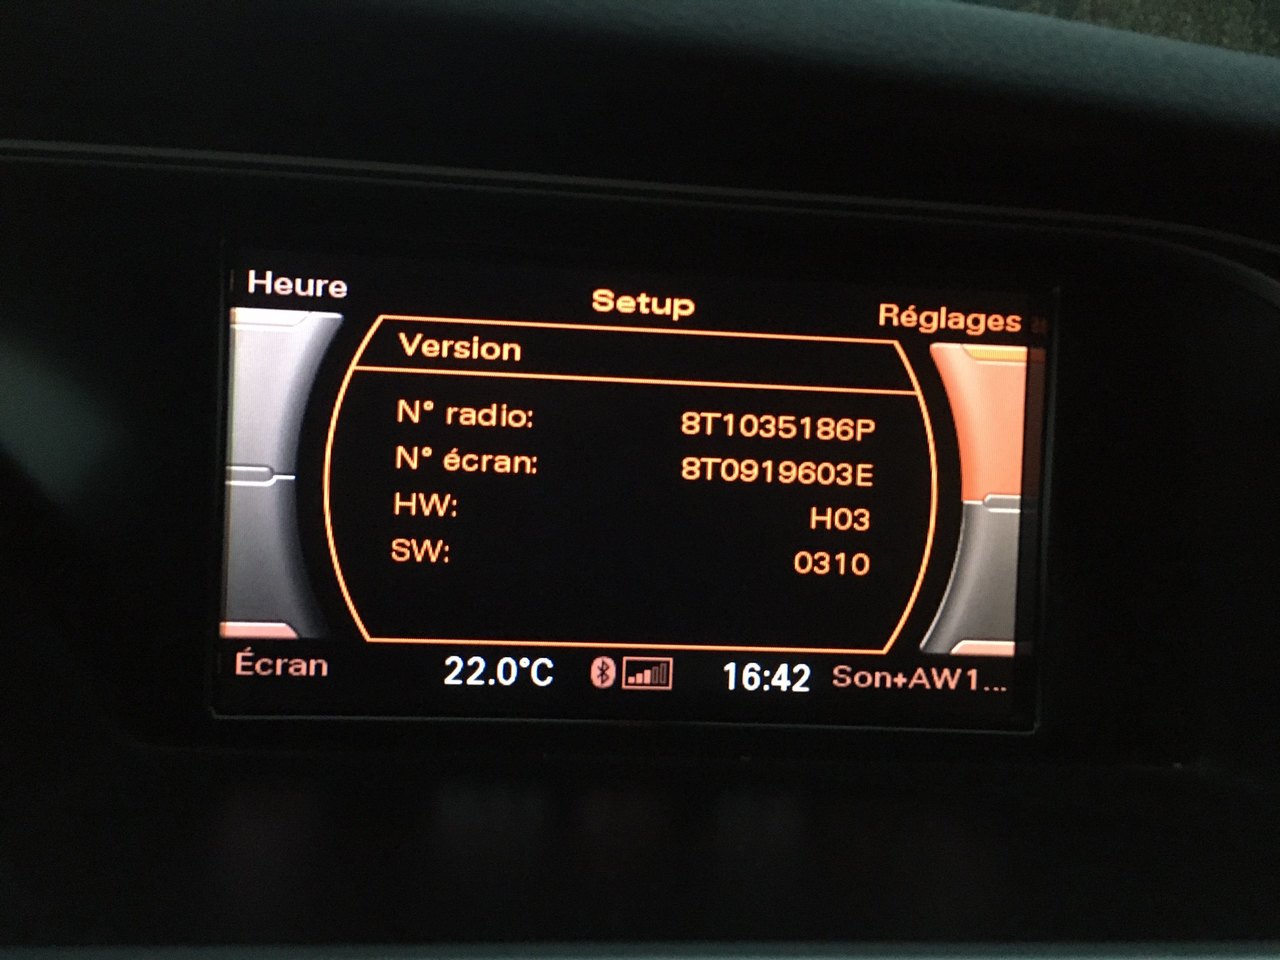 Heure
Setup
Réglages
Version
N° radio: 8T1035186P
N° écran: 8T0919603E
HW: H03
SW: 0310
Écran
22.0°C
16:42
Son+AW1...